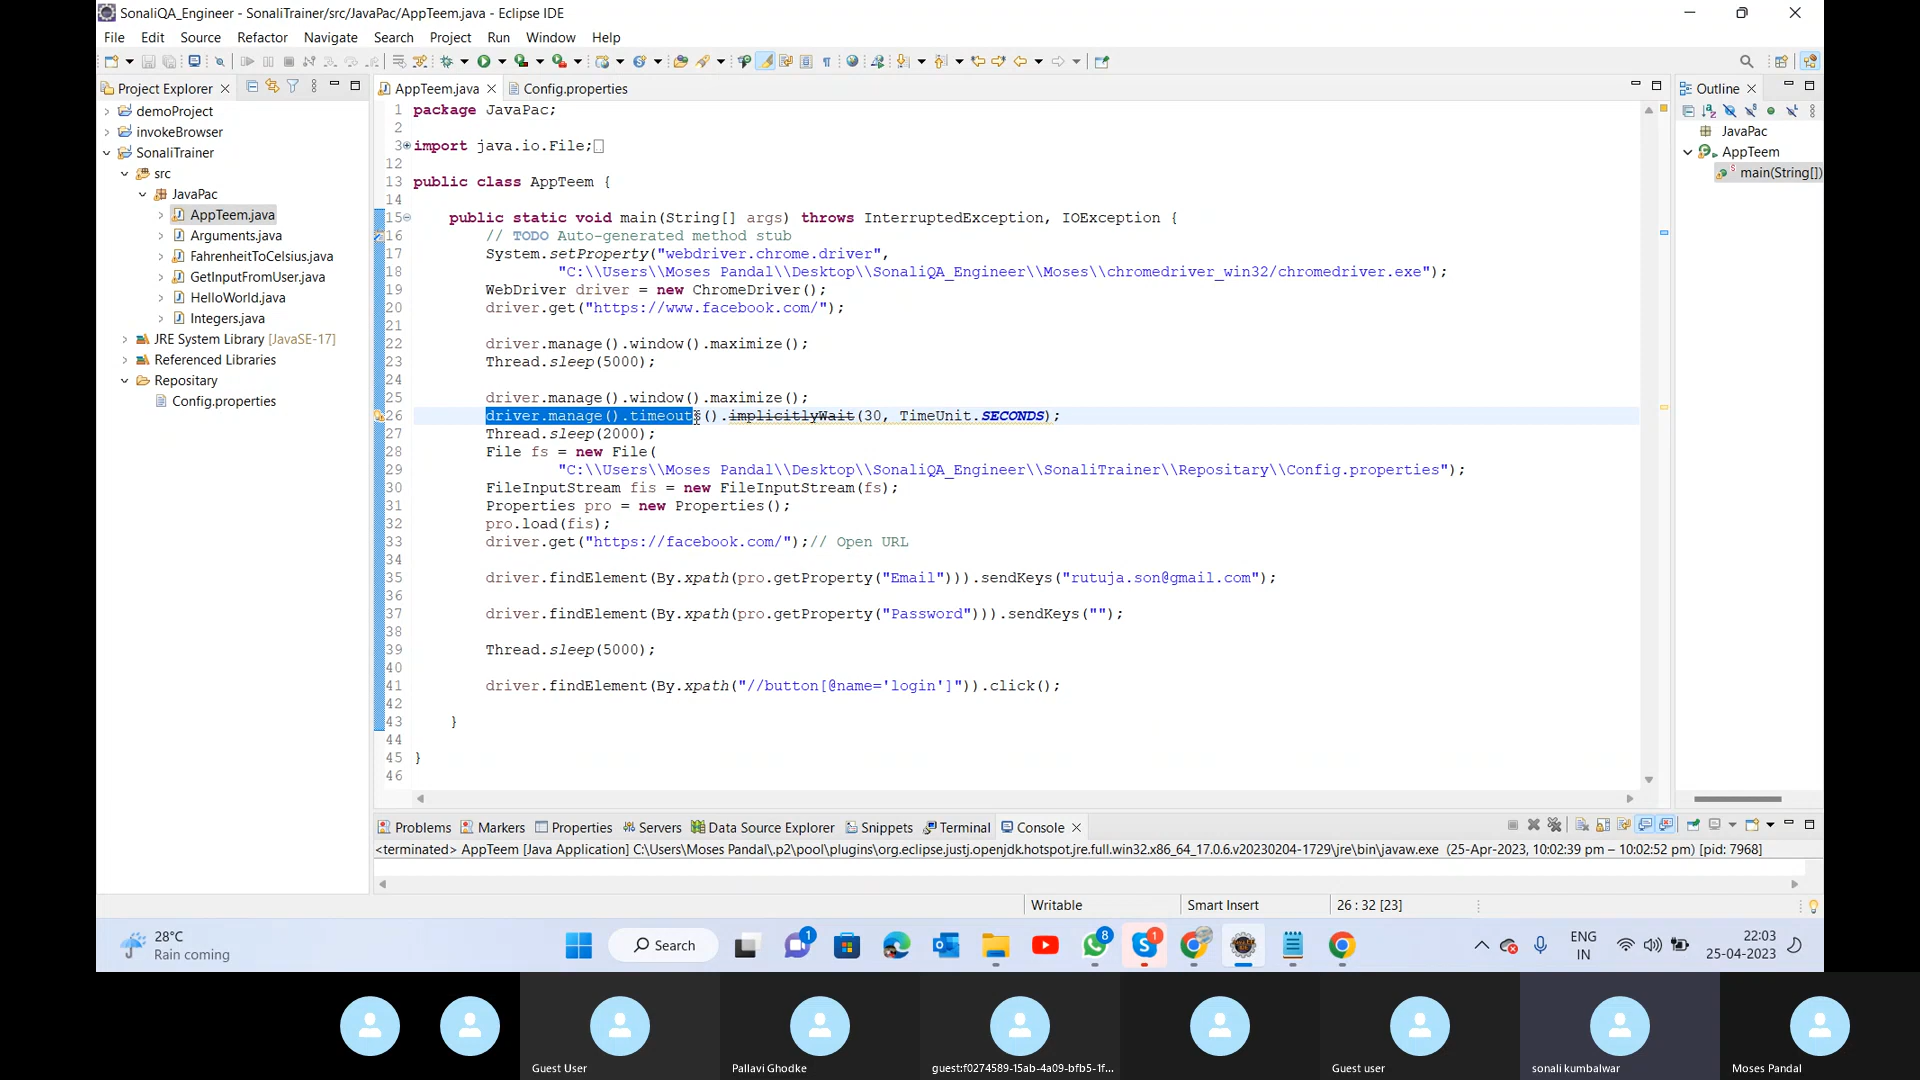 SonaliQA_Engineer - SonaliTrainer/src/JavaPac/AppTeem.java - Eclipse IDE
File Edit Source Refactor Navigate Search Project Run Window Help
Project Explorer
demoProject
invokeBrowser
SonaliTrainer
src
JavaPac
AppTeem.java
Arguments.java
FahrenheitToCelsius.java
GetInputFromUser.java
HelloWorld.java
Integers.java
JRE System Library [JavaSE-17]
Referenced Libraries
Repositary
Config.properties
AppTeem.java Config.properties
1 package JavaPac;
2
3 import java.io.File;
12
13 public class AppTeem {
14
15 public static void main(String[] args) throws InterruptedException, IOException {
16 // TODO Auto-generated method stub
17 System.setProperty("webdriver.chrome.driver",
18 "C:\\Users\\Moses Pandal\\Desktop\\SonaliQA_Engineer\\Moses\\chromedriver_win32/chromedriver.exe");
19 WebDriver driver = new ChromeDriver();
20 driver.get("https://www.facebook.com/");
21
22 driver.manage().window().maximize();
23 Thread.sleep(5000);
24
25 driver.manage().window().maximize();
26 driver.manage().timeouts().implicitlyWait(30, TimeUnit.SECONDS);
27 Thread.sleep(2000);
28 File fs = new File(
29 "C:\\Users\\Moses Pandal\\Desktop\\SonaliQA_Engineer\\SonaliTrainer\\Repositary\\Config.properties");
30 FileInputStream fis = new FileInputStream(fs);
31 Properties pro = new Properties();
32 pro.load(fis);
33 driver.get("https://facebook.com/");// Open URL
34
35 driver.findElement(By.xpath(pro.getProperty("Email"))).sendKeys("rutuja.son@gmail.com");
36
37 driver.findElement(By.xpath(pro.getProperty("Password"))).sendKeys("");
38
39 Thread.sleep(5000);
40
41 driver.findElement(By.xpath("//button[@name='login']")).click();
42
43 }
44
45 }
46
Outline
JavaPac
AppTeem
main(String[])
Problems Markers Properties Servers Data Source Explorer Snippets Terminal Console
<terminated> AppTeem [Java Application] C:\Users\Moses Pandal\.p2\pool\plugins\org.eclipse.justj.openjdk.hotspot.jre.full.win32.x86_64_17.0.6.v20230204-1729\jre\bin\javaw.exe (25-Apr-2023, 10:02:39 pm – 10:02:52 pm) [pid: 7968]
Writable Smart Insert 26 : 32 [23]
28°C
Rain coming
Search
1
8
1
ENG
IN
22:03
25-04-2023
Guest User
Pallavi Ghodke
guest:f0274589-15ab-4a09-bfb5-1f...
Guest user
sonali kumbalwar
Moses Pandal